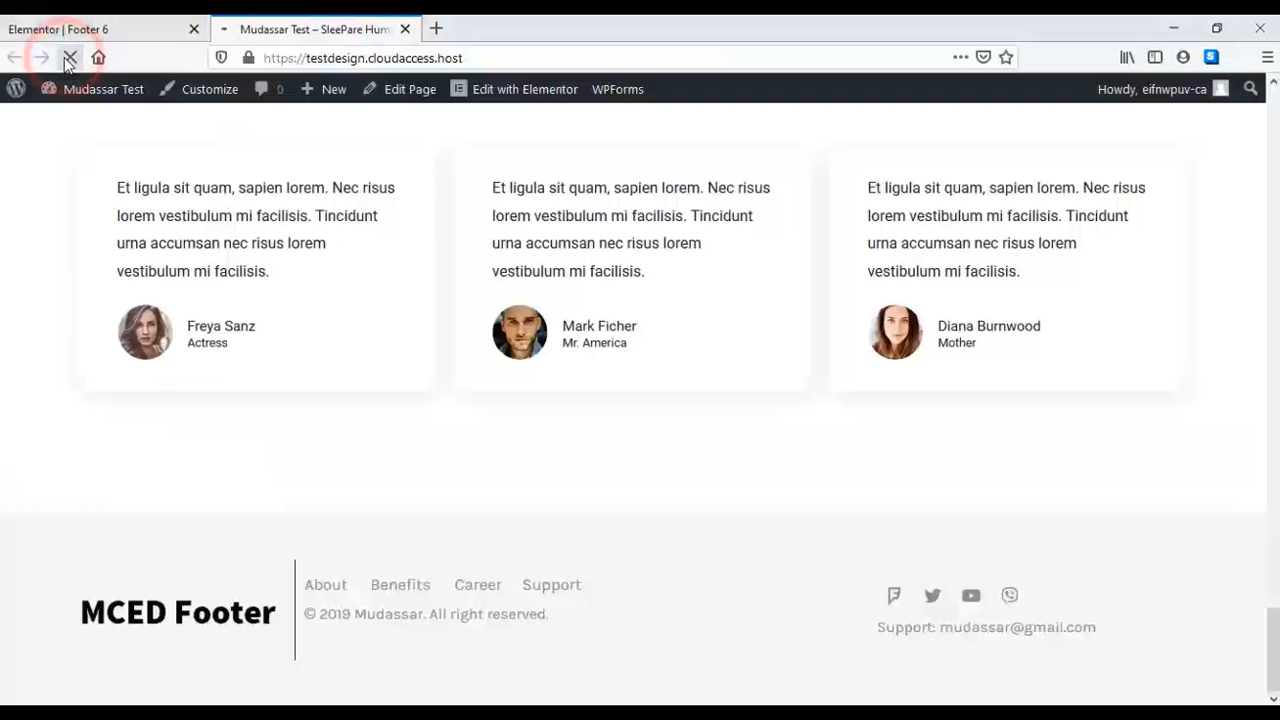 Elementor | Footer 6
Mudassar Test – SleePare Hum
https://testdesign.cloudaccess.host
Mudassar Test
Customize
0
New
Edit Page
Edit with Elementor
WPForms
Howdy, eifnwpuv-ca
Et ligula sit quam, sapien lorem. Nec risus
lorem vestibulum mi facilisis. Tincidunt
urna accumsan nec risus lorem
vestibulum mi facilisis.
Freya Sanz
Actress
Et ligula sit quam, sapien lorem. Nec risus
lorem vestibulum mi facilisis. Tincidunt
urna accumsan nec risus lorem
vestibulum mi facilisis.
Mark Ficher
Mr. America
Et ligula sit quam, sapien lorem. Nec risus
lorem vestibulum mi facilisis. Tincidunt
urna accumsan nec risus lorem
vestibulum mi facilisis.
Diana Burnwood
Mother
MCED Footer
About Benefits Career Support
© 2019 Mudassar. All right reserved.
Support: mudassar@gmail.com